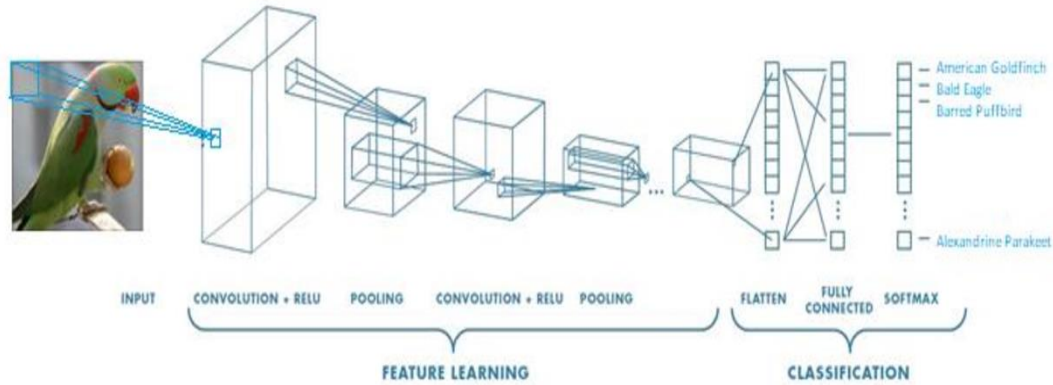 American Goldfinch
Bald Eagle
Barred Puffbird
Alexandrine Parakeet
INPUT
CONVOLUTION + RELU
POOLING
CONVOLUTION + RELU
POOLING
FLATTEN
FULLY
CONNECTED
SOFTMAX
FEATURE LEARNING
CLASSIFICATION